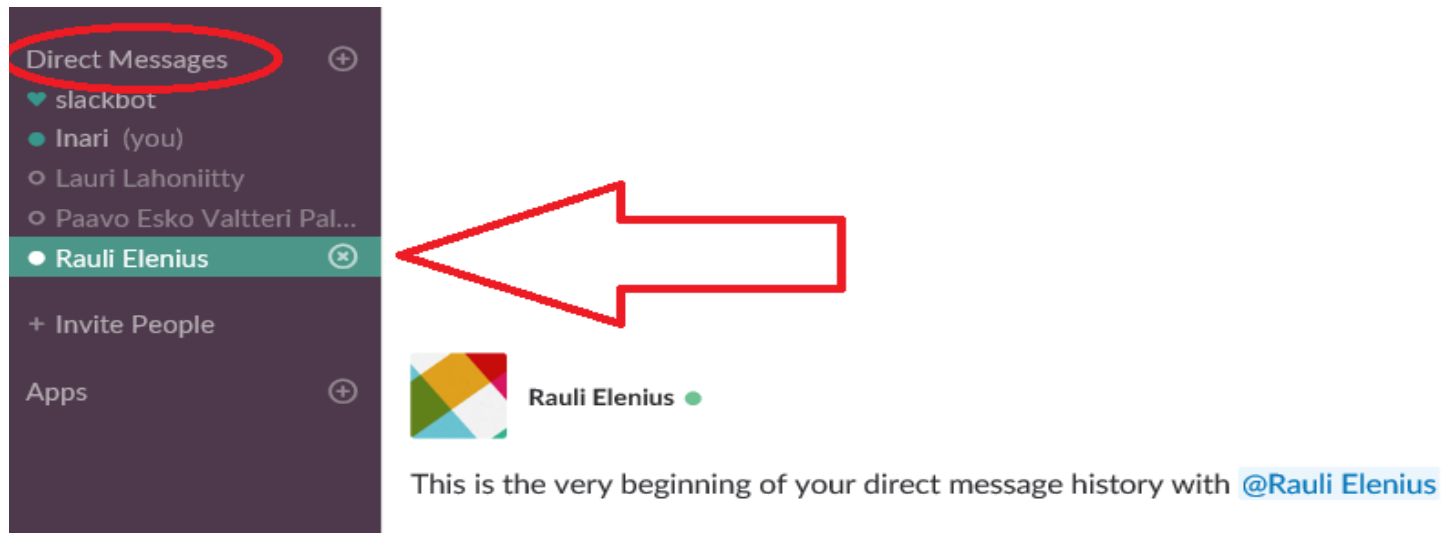 Direct Messages
slackbot
Inari (you)
Lauri Lahoniitty
Paavo Esko Valtteri Pal...
Rauli Elenius
+ Invite People
Apps
Rauli Elenius
This is the very beginning of your direct message history with @Rauli Elenius